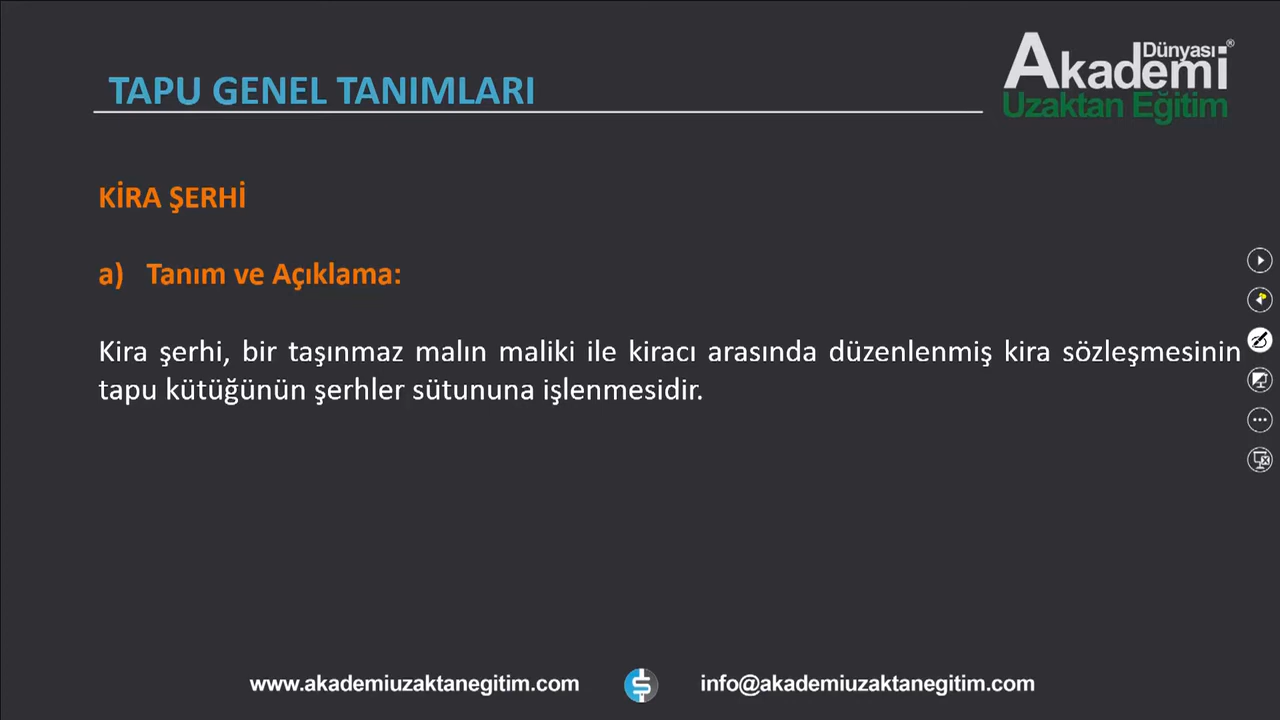 TAPU GENEL TANIMLARI
Dünyası
Akademi
Uzaktan Eğitim
KİRA ŞERHİ
a) Tanım ve Açıklama:
Kira şerhi, bir taşınmaz malın maliki ile kiracı arasında düzenlenmiş kira sözleşmesinin
tapu kütüğünün şerhler sütununa işlenmesidir.
www.akademiuzaktanegitim.com
info@akademiuzaktanegitim.com